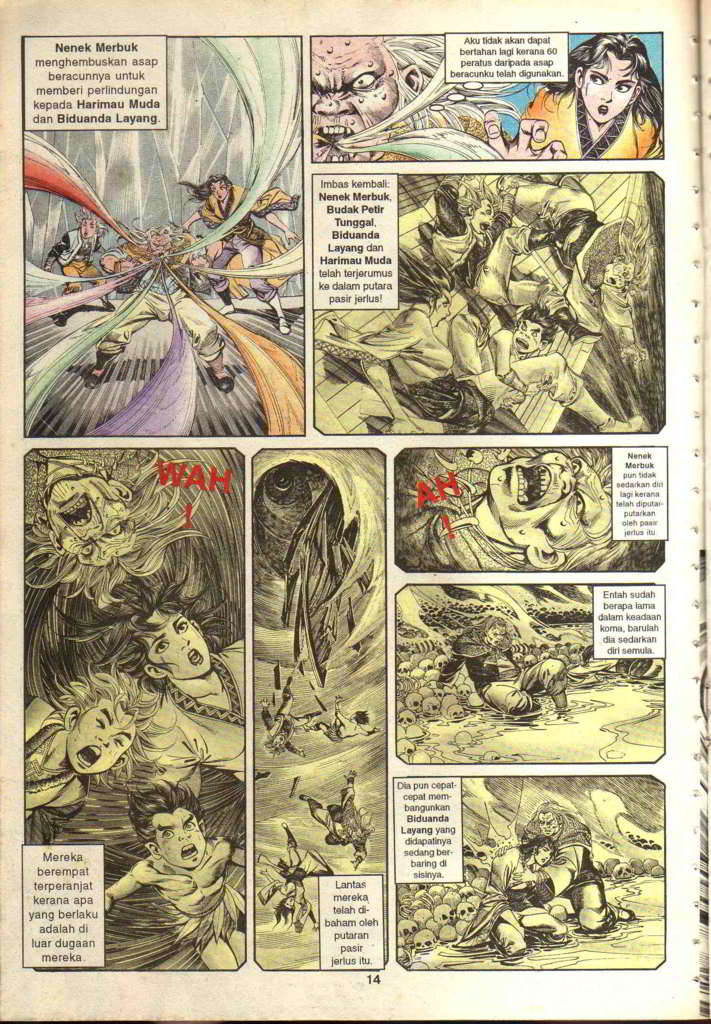 Nenek Merbuk
menghembuskan asap
beracunnya untuk
memberi perlindungan
kepada Harimau Muda
dan Biduanda Layang.
Aku tidak akan dapat
bertahan lagi kerana 60
peratus daripada asap
beracunku telah digunakan.
Imbas kembali:
Nenek Merbuk,
Budak Petir
Tunggal,
Biduanda
Layang dan
Harimau Muda
telah terjerumus
ke dalam putara
pasir jerlus!
WAH
!
Mereka
berempat
terperanjat
kerana apa
yang berlaku
adalah di
luar dugaan
mereka.
Lantas
mereka
telah di-
baham oleh
putaran
pasir
jerlus itu.
AH
!
Nenek
Merbuk
pun tidak
sedarkan diri
lagi kerana
telah diputar-
putarkan
oleh pasir
jerlus itu.
Entah sudah
berapa lama
dalam keadaan
koma, barulah
dia sedarkan
diri semula.
Dia pun cepat-
cepat mem-
bangunkan
Biduanda
Layang yang
didapatinya
sedang ber-
baring di
sisinya.
14